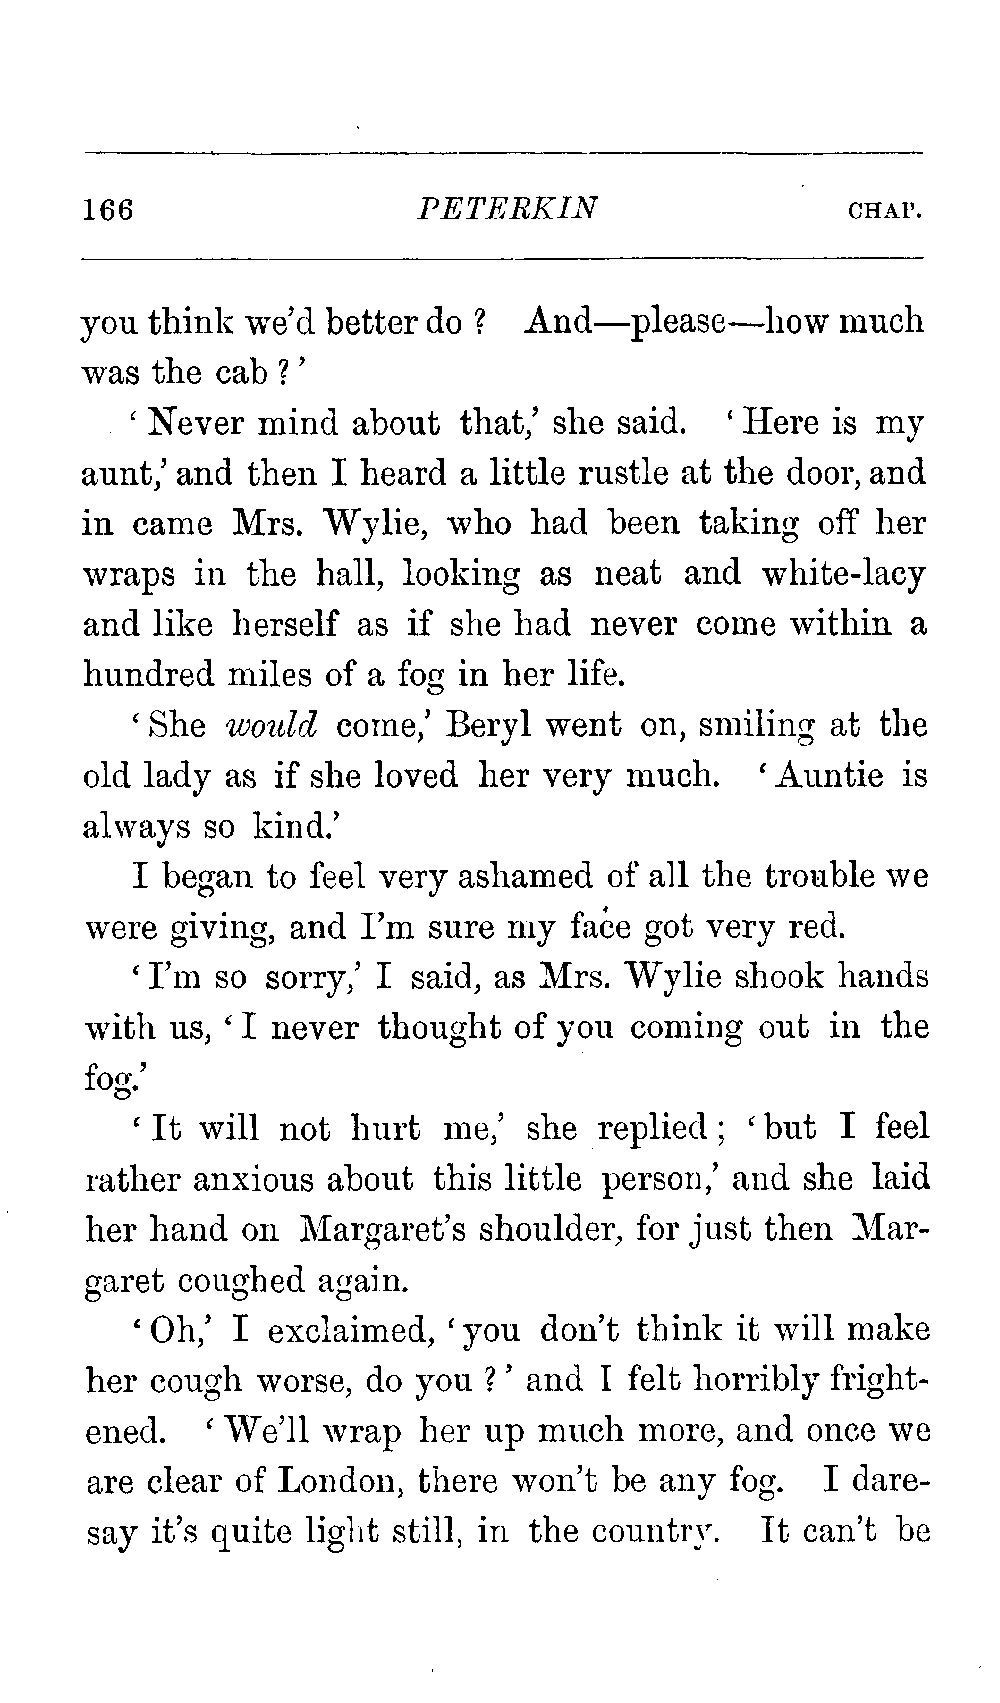 166 PETERKIN CHAP.
you think we'd better do ? And—please—how much
was the cab ?'
' Never mind about that,' she said. ' Here is my
aunt,' and then I heard a little rustle at the door, and
in came Mrs. Wylie, who had been taking off her
wraps in the hall, looking as neat and white-lacy
and like herself as if she had never come within a
hundred miles of a fog in her life.
' She would come,' Beryl went on, smiling at the
old lady as if she loved her very much. ' Auntie is
always so kind.'
I began to feel very ashamed of all the trouble we
were giving, and I'm sure my face got very red.
' I'm so sorry,' I said, as Mrs. Wylie shook hands
with us, ' I never thought of you coming out in the
fog.'
' It will not hurt me,' she replied ; ' but I feel
rather anxious about this little person,' and she laid
her hand on Margaret's shoulder, for just then Mar-
garet coughed again.
' Oh,' I exclaimed, ' you don't think it will make
her cough worse, do you ? ' and I felt horribly fright-
ened. ' We'll wrap her up much more, and once we
are clear of London, there won't be any fog. I dare-
say it's quite light still, in the country. It can't be